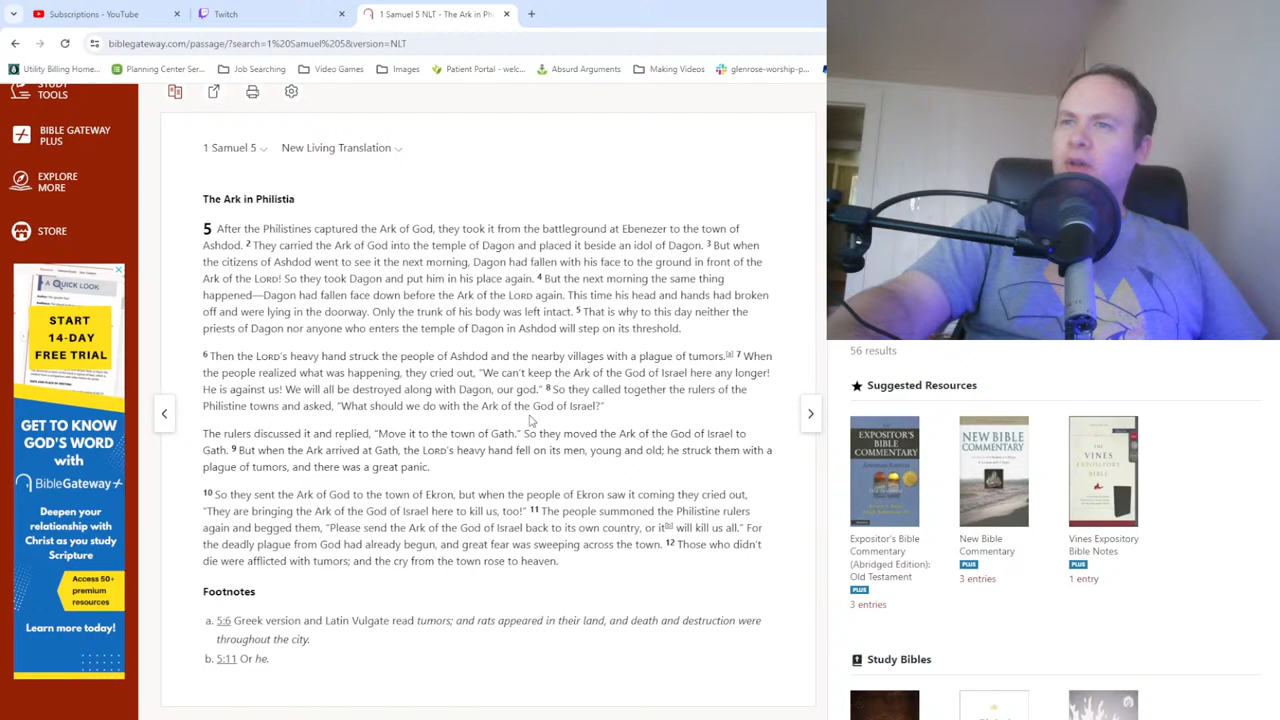 Subscriptions - YouTube
Twitch
1 Samuel 5 NLT - The Ark in Ph
biblegateway.com/passage/?search=1%20Samuel%205&version=NLT
Utility Billing Home...
Planning Center Ser...
Job Searching
Video Games
Images
Patient Portal - welc...
Absurd Arguments
Making Videos
glenrose-worship-p...
STUDY
TOOLS
BIBLE GATEWAY
PLUS
EXPLORE
MORE
STORE
A QUICK LOOK
START
14-DAY
FREE TRIAL
GET TO KNOW
GOD'S WORD
with
BibleGateway
Deepen your
relationship with
Christ as you study
Scripture
Access 50+
premium
resources
Learn more today!
1 Samuel 5
New Living Translation
The Ark in Philistia
5 After the Philistines captured the Ark of God, they took it from the battleground at Ebenezer to the town of
Ashdod. 2 They carried the Ark of God into the temple of Dagon and placed it beside an idol of Dagon. 3 But when
the citizens of Ashdod went to see it the next morning, Dagon had fallen with his face to the ground in front of the
Ark of the LORD! So they took Dagon and put him in his place again. 4 But the next morning the same thing
happened—Dagon had fallen face down before the Ark of the LORD again. This time his head and hands had broken
off and were lying in the doorway. Only the trunk of his body was left intact. 5 That is why to this day neither the
priests of Dagon nor anyone who enters the temple of Dagon in Ashdod will step on its threshold.
6 Then the LORD's heavy hand struck the people of Ashdod and the nearby villages with a plague of tumors.[a] 7 When
the people realized what was happening, they cried out, "We can't keep the Ark of the God of Israel here any longer!
He is against us! We will all be destroyed along with Dagon, our god." 8 So they called together the rulers of the
Philistine towns and asked, "What should we do with the Ark of the God of Israel?"
The rulers discussed it and replied, "Move it to the town of Gath." So they moved the Ark of the God of Israel to
Gath. 9 But when the Ark arrived at Gath, the LORD's heavy hand fell on its men, young and old; he struck them with a
plague of tumors, and there was a great panic.
10 So they sent the Ark of God to the town of Ekron, but when the people of Ekron saw it coming they cried out,
"They are bringing the Ark of the God of Israel here to kill us, too!" 11 The people summoned the Philistine rulers
again and begged them, "Please send the Ark of the God of Israel back to its own country, or it[b] will kill us all." For
the deadly plague from God had already begun, and great fear was sweeping across the town. 12 Those who didn't
die were afflicted with tumors; and the cry from the town rose to heaven.
Footnotes
a. 5:6 Greek version and Latin Vulgate read tumors; and rats appeared in their land, and death and destruction were
throughout the city.
b. 5:11 Or he.
56 results
Suggested Resources
EXPOSITOR'S
BIBLE
COMMENTARY
NEW BIBLE
COMMENTARY
THE
VINES
EXPOSITORY
BIBLE
Expositor's Bible
Commentary
(Abridged Edition):
Old Testament
PLUS
3 entries
New Bible
Commentary
PLUS
3 entries
Vines Expository
Bible Notes
PLUS
1 entry
Study Bibles